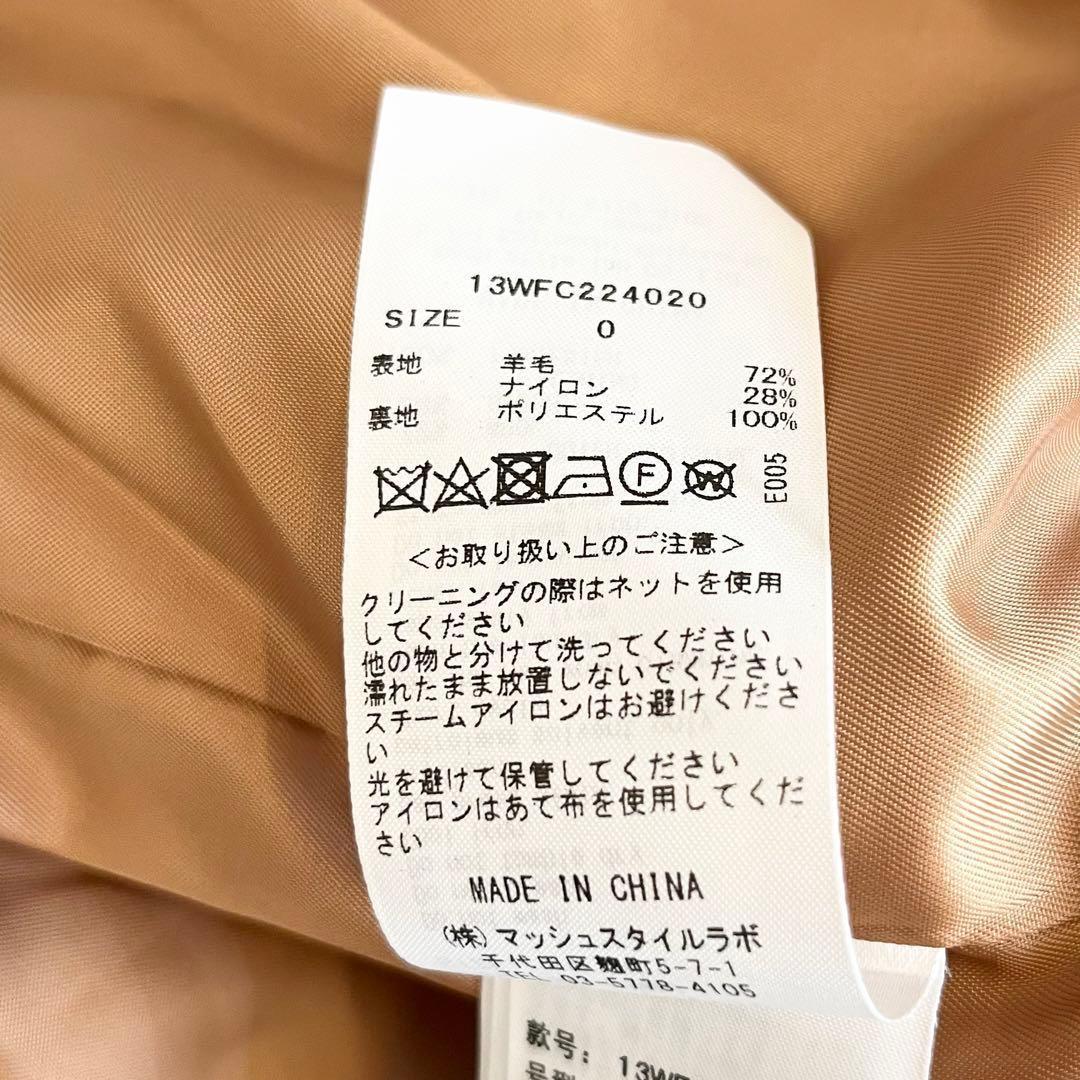 13WFC224020
SIZE 0
表地 羊毛 72%
ナイロン 28%
裏地 ポリエステル 100%
F W E005
<お取り扱い上のご注意>
クリーニングの際はネットを使用
してください
他の物と分けて洗ってください
濡れたまま放置しないでください
スチームアイロンはお避けくださ
い
光を避けて保管してください
アイロンはあて布を使用してくだ
さい
MADE IN CHINA
(株)マッシュスタイルラボ
千代田区麹町5-7-1
TEL 03-5778-4105
款号: 13WF
号型